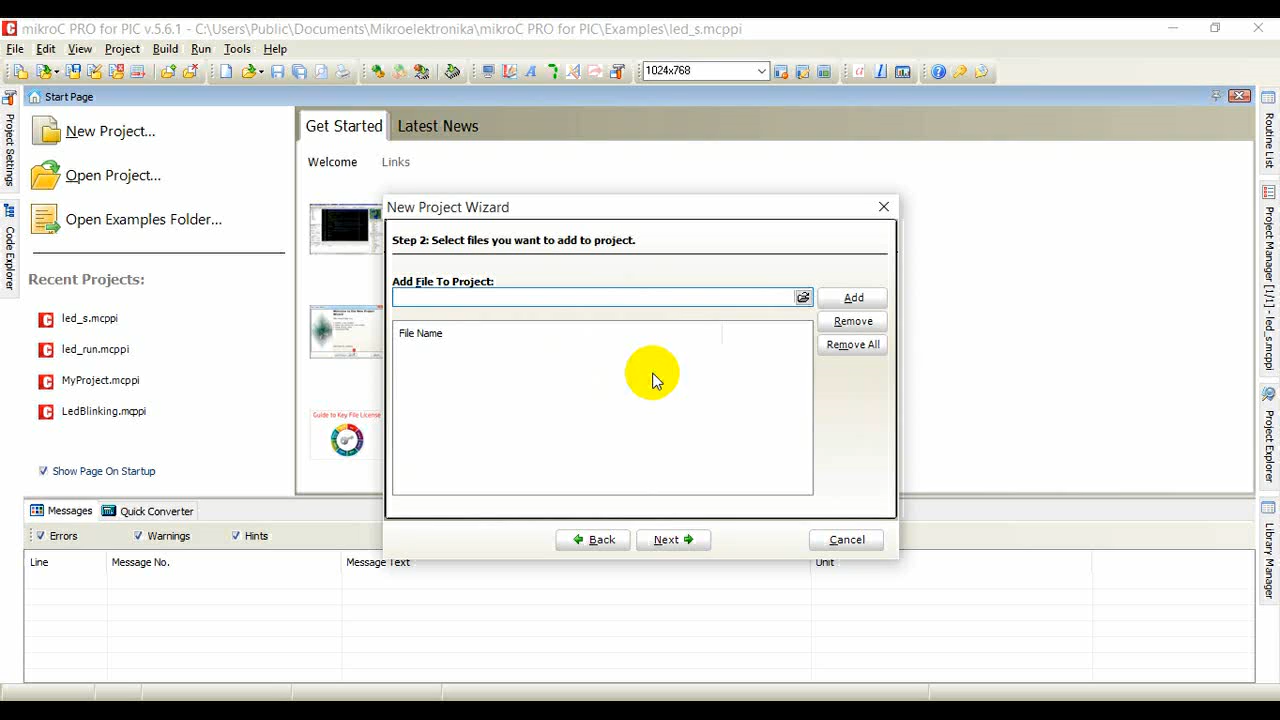 mikroC PRO for PIC v.5.6.1 - C:\Users\Public\Documents\Mikroelektronika\mikroC PRO for PIC\Examples\led_s.mcppi
File Edit View Project Build Run Tools Help
1024x768
Start Page
Project Settings
Code Explorer
New Project...
Open Project...
Open Examples Folder...
Recent Projects:
led_s.mcppi
led_run.mcppi
MyProject.mcppi
LedBlinking.mcppi
Show Page On Startup
Get Started Latest News
Welcome Links
Guide to Key File License
New Project Wizard
Step 2: Select files you want to add to project.
Add File To Project:
Add
Remove
Remove All
File Name
Back Next Cancel
Routine List
Project Manager [1/1] - led_s.mcppi
Project Explorer
Library Manager
Messages Quick Converter
Errors Warnings Hints
Line Message No. Message Text Unit